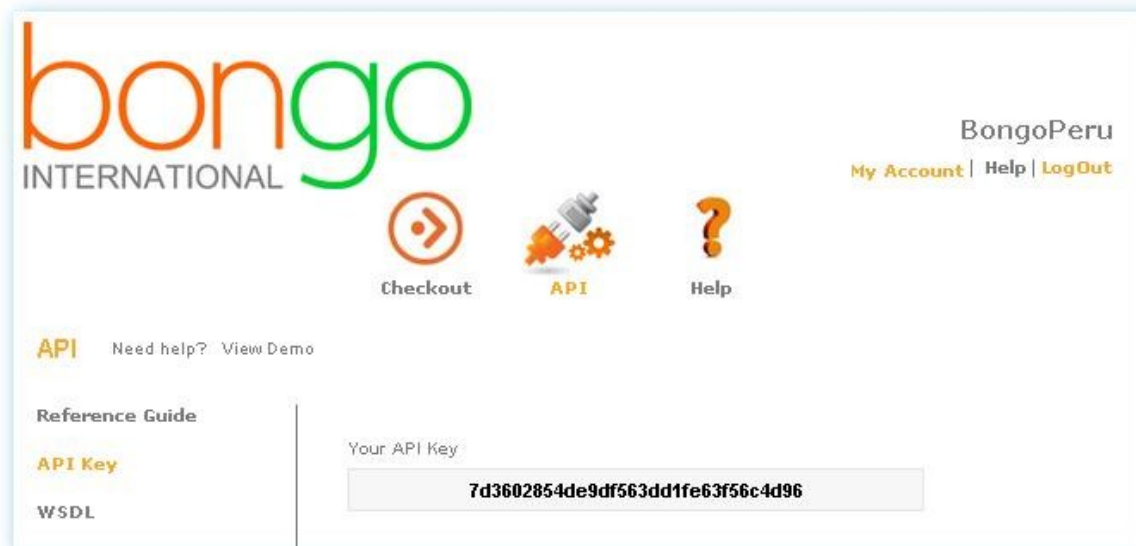 bongo
INTERNATIONAL
BongoPeru
My Account | Help | LogOut
Checkout API Help
API Need help? View Demo
Reference Guide
API Key
WSDL
Your API Key
7d3602854de9df563dd1fe63f56c4d96